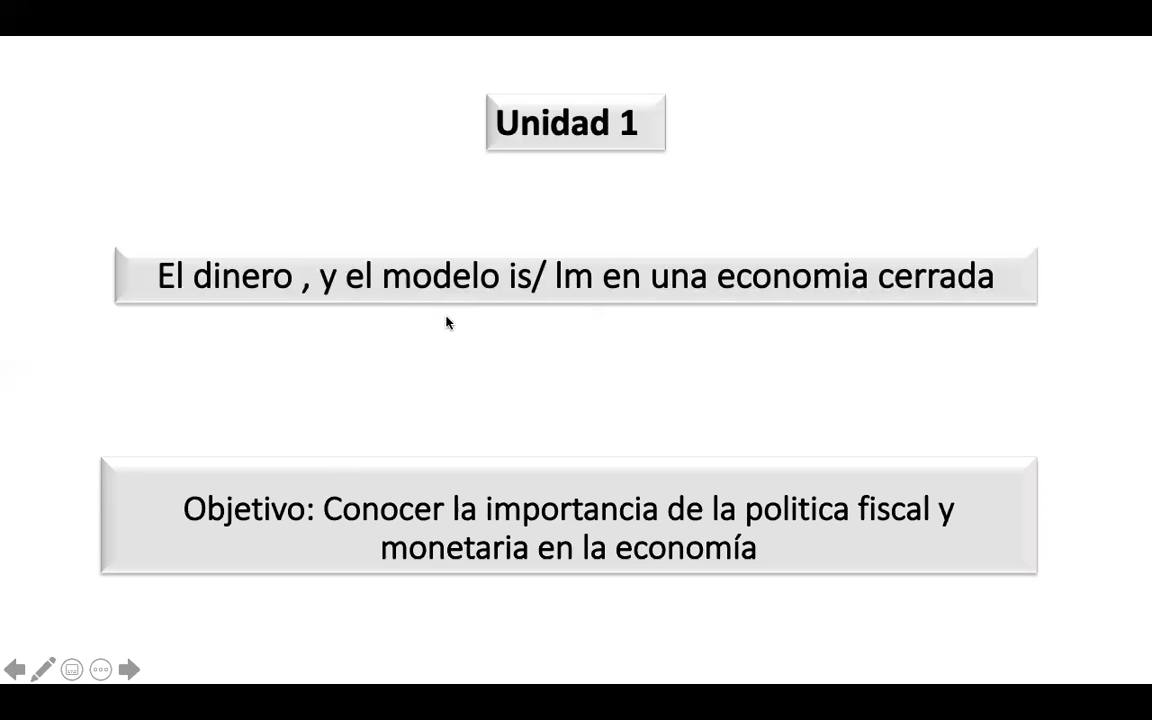 Unidad 1
El dinero , y el modelo is/ lm en una economia cerrada
Objetivo: Conocer la importancia de la politica fiscal y
monetaria en la economía